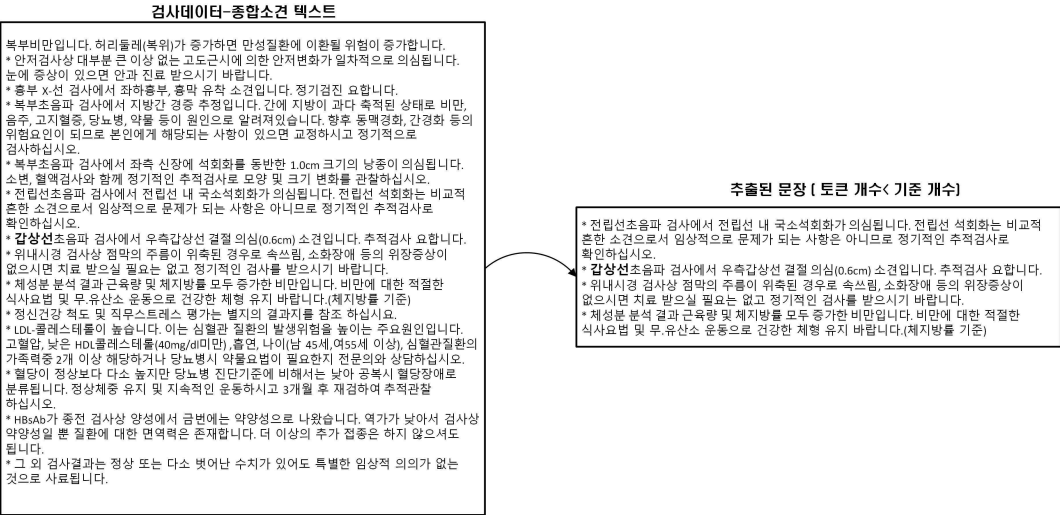 검사데이터-종합소견 텍스트
복부비만입니다. 허리둘레(복위)가 증가하면 만성질환에 이환될 위험이 증가합니다.
* 안저검사상 대부분 큰 이상 없는 고도근시에 의한 안저변화가 일차적으로 의심됩니다.
눈에 증상이 있으면 안과 진료 받으시기 바랍니다.
* 흉부 X-선 검사에서 좌하흉부, 흉막 유착 소견입니다. 정기검진 요합니다.
* 복부초음파 검사에서 지방간 경증 추정입니다. 간에 지방이 과다 축적된 상태로 비만,
음주, 고지혈증, 당뇨병, 약물 등이 원인으로 알려져있습니다. 향후 동맥경화, 간경화 등의
위험요인이 되므로 본인에게 해당되는 사항이 있으면 교정하시고 정기적으로
검사하십시오.
* 복부초음파 검사에서 좌측 신장에 석회화를 동반한 1.0cm 크기의 낭종이 의심됩니다.
소변, 혈액검사와 함께 정기적인 추적검사로 모양 및 크기 변화를 관찰하십시오.
* 전립선초음파 검사에서 전립선 내 국소석회화가 의심됩니다. 전립선 석회화는 비교적
흔한 소견으로서 임상적으로 문제가 되는 사항은 아니므로 정기적인 추적검사로
확인하십시오.
* 갑상선초음파 검사에서 우측갑상선 결절 의심(0.6cm) 소견입니다. 추적검사 요합니다.
* 위내시경 검사상 점막의 주름이 위축된 경우로 속쓰림, 소화장애 등의 위장증상이
없으시면 치료 받으실 필요는 없고 정기적인 검사를 받으시기 바랍니다.
* 체성분 분석 결과 근육량 및 체지방률 모두 증가한 비만입니다. 비만에 대한 적절한
식사요법 및 무.유산소 운동으로 건강한 체형 유지 바랍니다.(체지방률 기준)
* 정신건강 척도 및 직무스트레스 평가는 별지의 결과지를 참조 하십시요.
* LDL-콜레스테롤이 높습니다. 이는 심혈관 질환의 발생위험을 높이는 주요원인입니다.
고혈압, 낮은 HDL콜레스테롤(40mg/dl미만) ,흡연, 나이(남 45세,여55세 이상), 심혈관질환의
가족력중 2개 이상 해당하거나 당뇨병시 약물요법이 필요한지 전문의와 상담하십시오.
* 혈당이 정상보다 다소 높지만 당뇨병 진단기준에 비해서는 낮아 공복시 혈당장애로
분류됩니다. 정상체중 유지 및 지속적인 운동하시고 3개월 후 재검하여 추적관찰
하십시오.
* HBsAb가 종전 검사상 양성에서 금번에는 약양성으로 나왔습니다. 역가가 낮아서 검사상
약양성일 뿐 질환에 대한 면역력은 존재합니다. 더 이상의 추가 접종은 하지 않으셔도
됩니다.
* 그 외 검사결과는 정상 또는 다소 벗어난 수치가 있어도 특별한 임상적 의의가 없는
것으로 사료됩니다.
추출된 문장 ( 토큰 개수< 기준 개수)
* 전립선초음파 검사에서 전립선 내 국소석회화가 의심됩니다. 전립선 석회화는 비교적
흔한 소견으로서 임상적으로 문제가 되는 사항은 아니므로 정기적인 추적검사로
확인하십시오.
* 갑상선초음파 검사에서 우측갑상선 결절 의심(0.6cm) 소견입니다. 추적검사 요합니다.
* 위내시경 검사상 점막의 주름이 위축된 경우로 속쓰림, 소화장애 등의 위장증상이
없으시면 치료 받으실 필요는 없고 정기적인 검사를 받으시기 바랍니다.
* 체성분 분석 결과 근육량 및 체지방률 모두 증가한 비만입니다. 비만에 대한 적절한
식사요법 및 무.유산소 운동으로 건강한 체형 유지 바랍니다.(체지방률 기준)